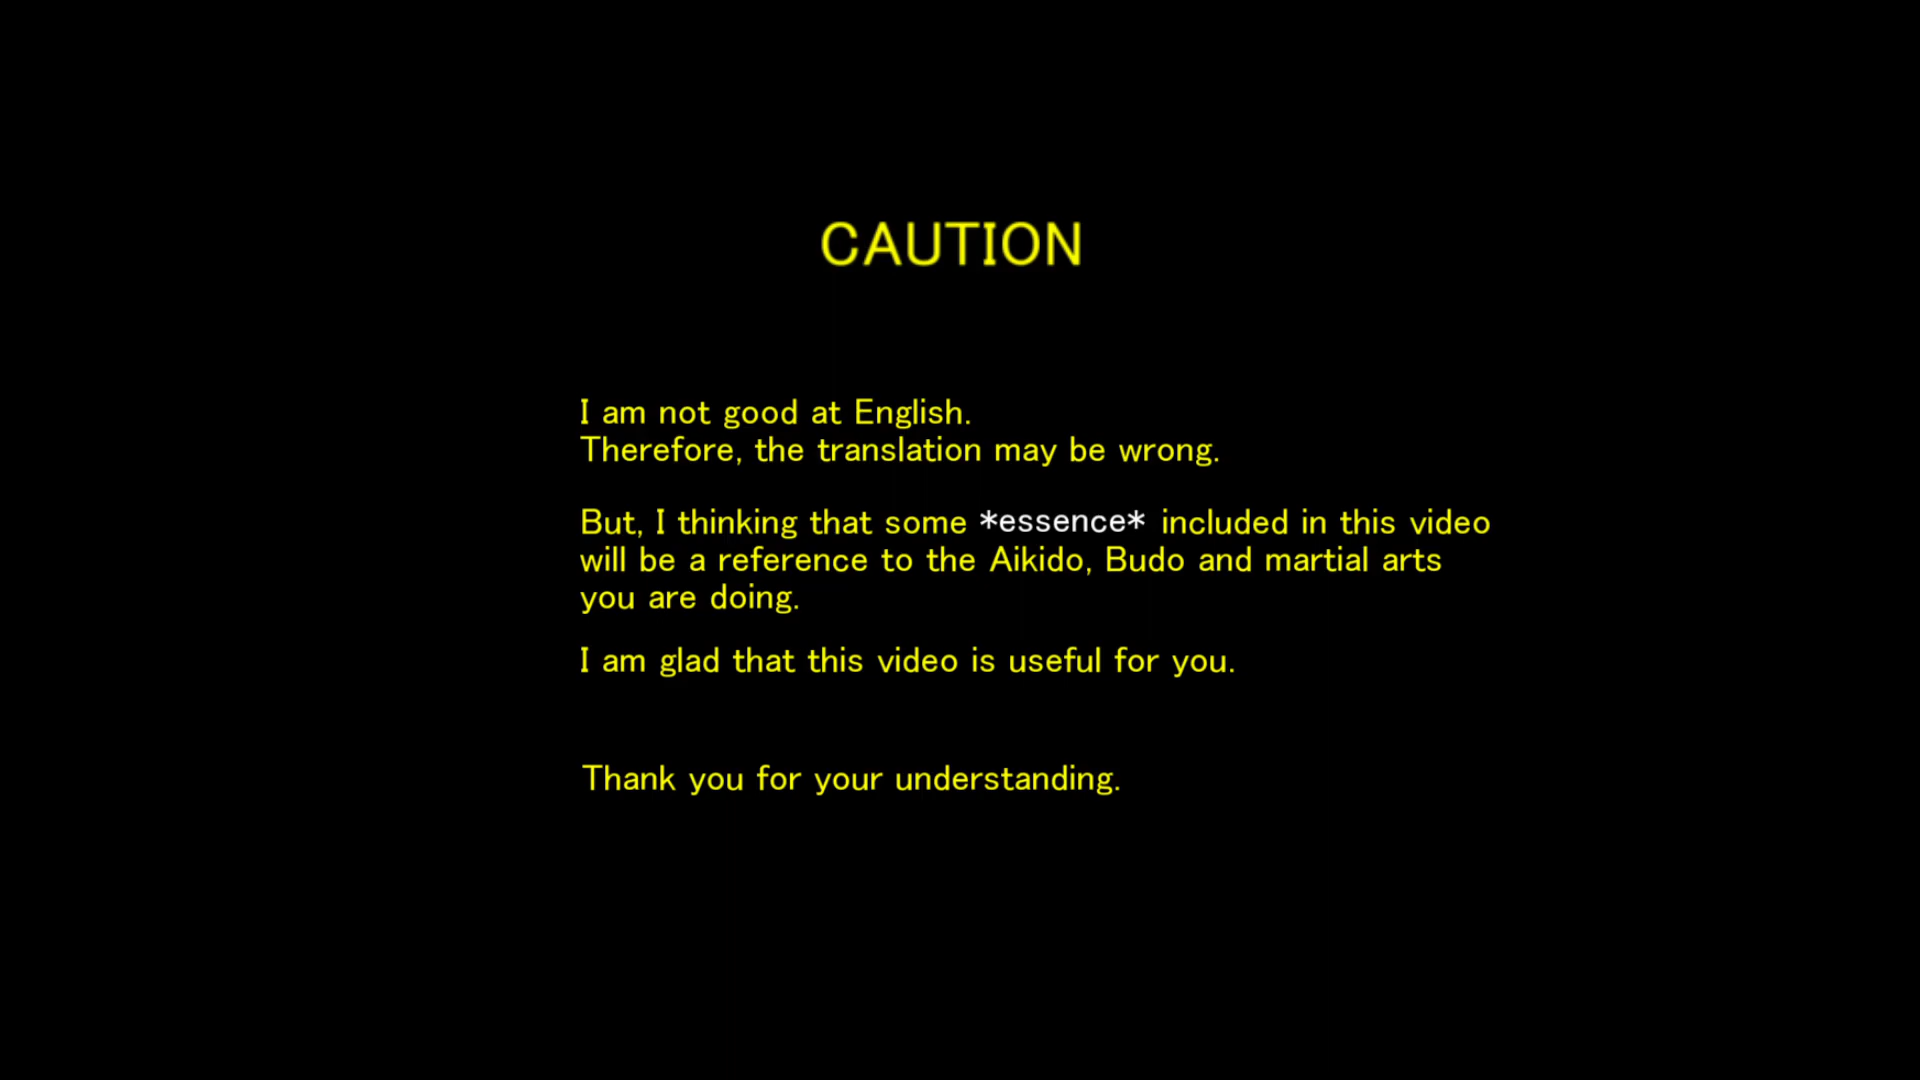 CAUTION
I am not good at English.
Therefore, the translation may be wrong.
But, I thinking that some *essence* included in this video
will be a reference to the Aikido, Budo and martial arts
you are doing.
I am glad that this video is useful for you.
Thank you for your understanding.